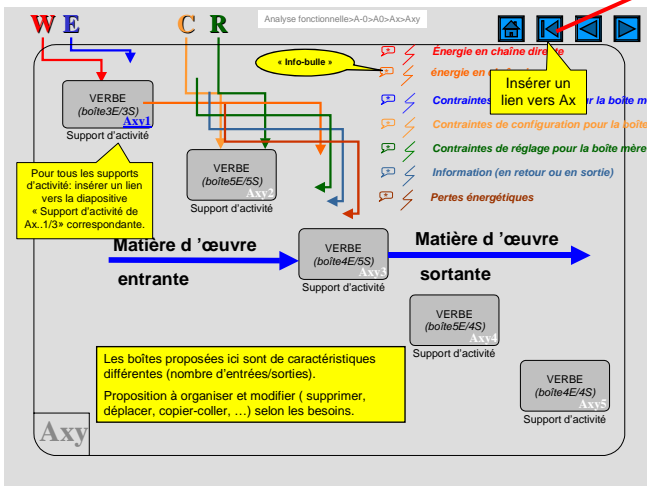 W E C R
Analyse fonctionnelle>A-0>A0>Ax>Axy
« Info-bulle »
Énergie en chaîne directe
énergie en
Insérer un
lien vers Ax
Contraintes ur la boîte m
Contraintes de configuration pour la boîte
Contraintes de réglage pour la boîte mère
Information (en retour ou en sortie)
Pertes énergétiques
VERBE
(boîte3E/3S)
Axy1
Support d'activité
Pour tous les supports
d'activité: insérer un lien
vers la diapositive
« Support d'activité de
Ax..1/3» correspondante.
VERBE
(boîte5E/5S)
Axy2
Support d'activité
Matière d 'œuvre
entrante
VERBE
(boîte4E/5S)
Axy3
Support d'activité
Matière d 'œuvre
sortante
VERBE
(boîte5E/4S)
Axy4
Support d'activité
Les boîtes proposées ici sont de caractéristiques
différentes (nombre d'entrées/sorties).
Proposition à organiser et modifier ( supprimer,
déplacer, copier-coller, …) selon les besoins.
VERBE
(boîte4E/4S)
Axy5
Support d'activité
Axy